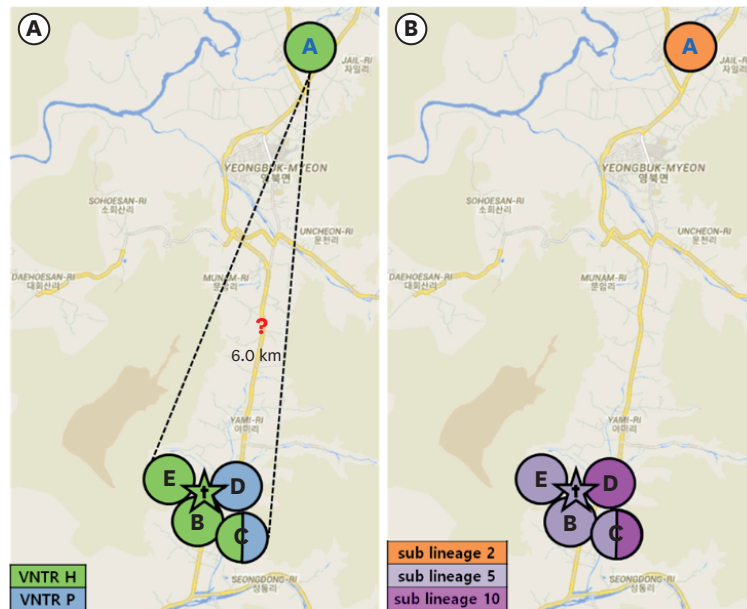 A
A
JAIL-RI
자일리
YEONGBUK-MYEON
영북면
SOHOESAN-RI
소회산리
UNCHEON-RI
운천리
DAEHOESAN-RI
대회산리
MUNAM-RI
문암리
?
6.0 km
YAMI-RI
야미리
E
D
B
C
VNTR H
VNTR P
SEONGDONG-RI
성동리
B
A
JAIL-RI
자일리
YEONGBUK-MYEON
영북면
SOHOESAN-RI
소회산리
UNCHEON-RI
운천리
DAEHOESAN-RI
대회산리
MUNAM-RI
문암리
YAMI-RI
야미리
E
D
B
C
sub lineage 2
sub lineage 5
sub lineage 10
SEONGDONG-RI
성동리